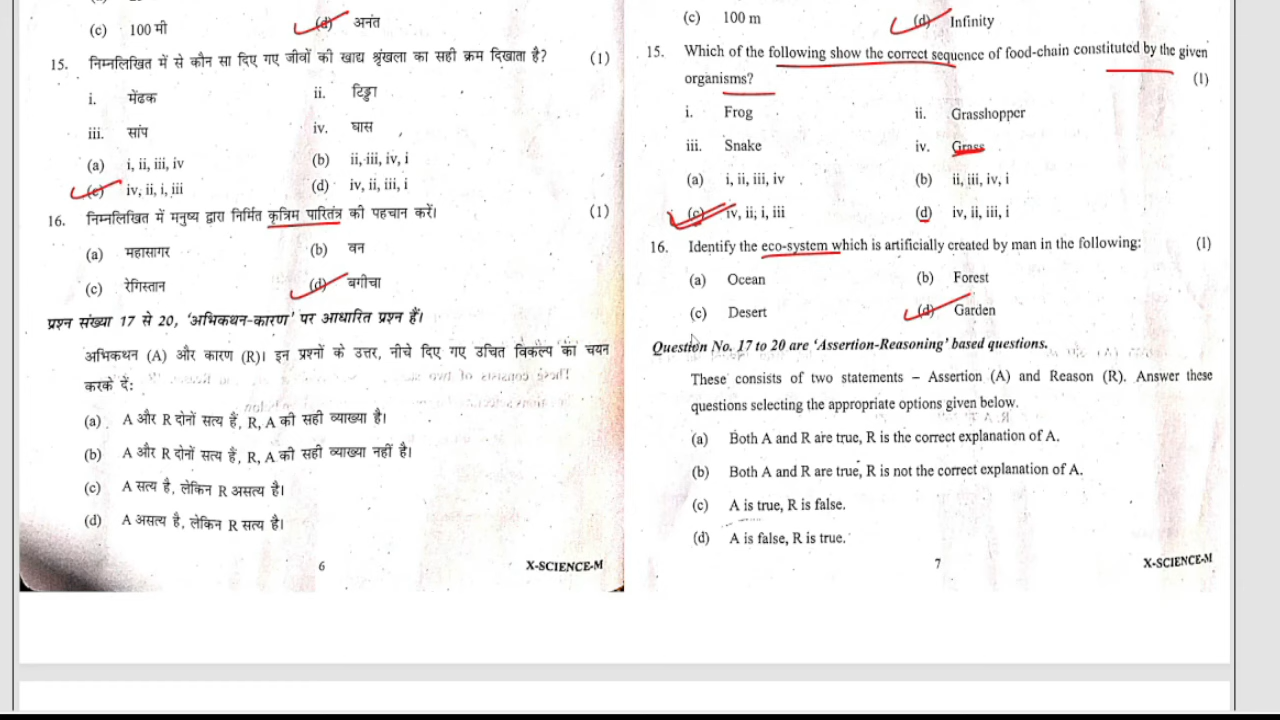 (c) 100 मी
(d) अनंत
15. निम्नलिखित में से कौन सा दिए गए जीवों की खाद्य श्रृंखला का सही क्रम दिखाता है? (1)
i. मेंढक
ii. टिड्डा
iii. सांप
iv. घास
(a) i, ii, iii, iv
(b) ii, iii, iv, i
(c) iv, ii, i, iii
(d) iv, ii, iii, i
16. निम्नलिखित में मनुष्य द्वारा निर्मित कृत्रिम पारितंत्र की पहचान करें। (1)
(a) महासागर
(b) वन
(c) रेगिस्तान
(d) बगीचा
प्रश्न संख्या 17 से 20, ‘अभिकथन-कारण’ पर आधारित प्रश्न हैं।
अभिकथन (A) और कारण (R)। इन प्रश्नों के उत्तर, नीचे दिए गए उचित विकल्प का चयन
करके दें:
(a) A और R दोनों सत्य हैं, R, A की सही व्याख्या है।
(b) A और R दोनों सत्य हैं, R, A की सही व्याख्या नहीं है।
(c) A सत्य है, लेकिन R असत्य है।
(d) A असत्य है, लेकिन R सत्य है।
6 X-SCIENCE-M
(c) 100 m
(d) Infinity
15. Which of the following show the correct sequence of food-chain constituted by the given
organisms? (1)
i. Frog
ii. Grasshopper
iii. Snake
iv. Grass
(a) i, ii, iii, iv
(b) ii, iii, iv, i
(c) iv, ii, i, iii
(d) iv, ii, iii, i
16. Identify the eco-system which is artificially created by man in the following: (1)
(a) Ocean
(b) Forest
(c) Desert
(d) Garden
Question No. 17 to 20 are ‘Assertion-Reasoning’ based questions.
These consists of two statements – Assertion (A) and Reason (R). Answer these
questions selecting the appropriate options given below.
(a) Both A and R are true, R is the correct explanation of A.
(b) Both A and R are true, R is not the correct explanation of A.
(c) A is true, R is false.
(d) A is false, R is true.
7 X-SCIENCE-M